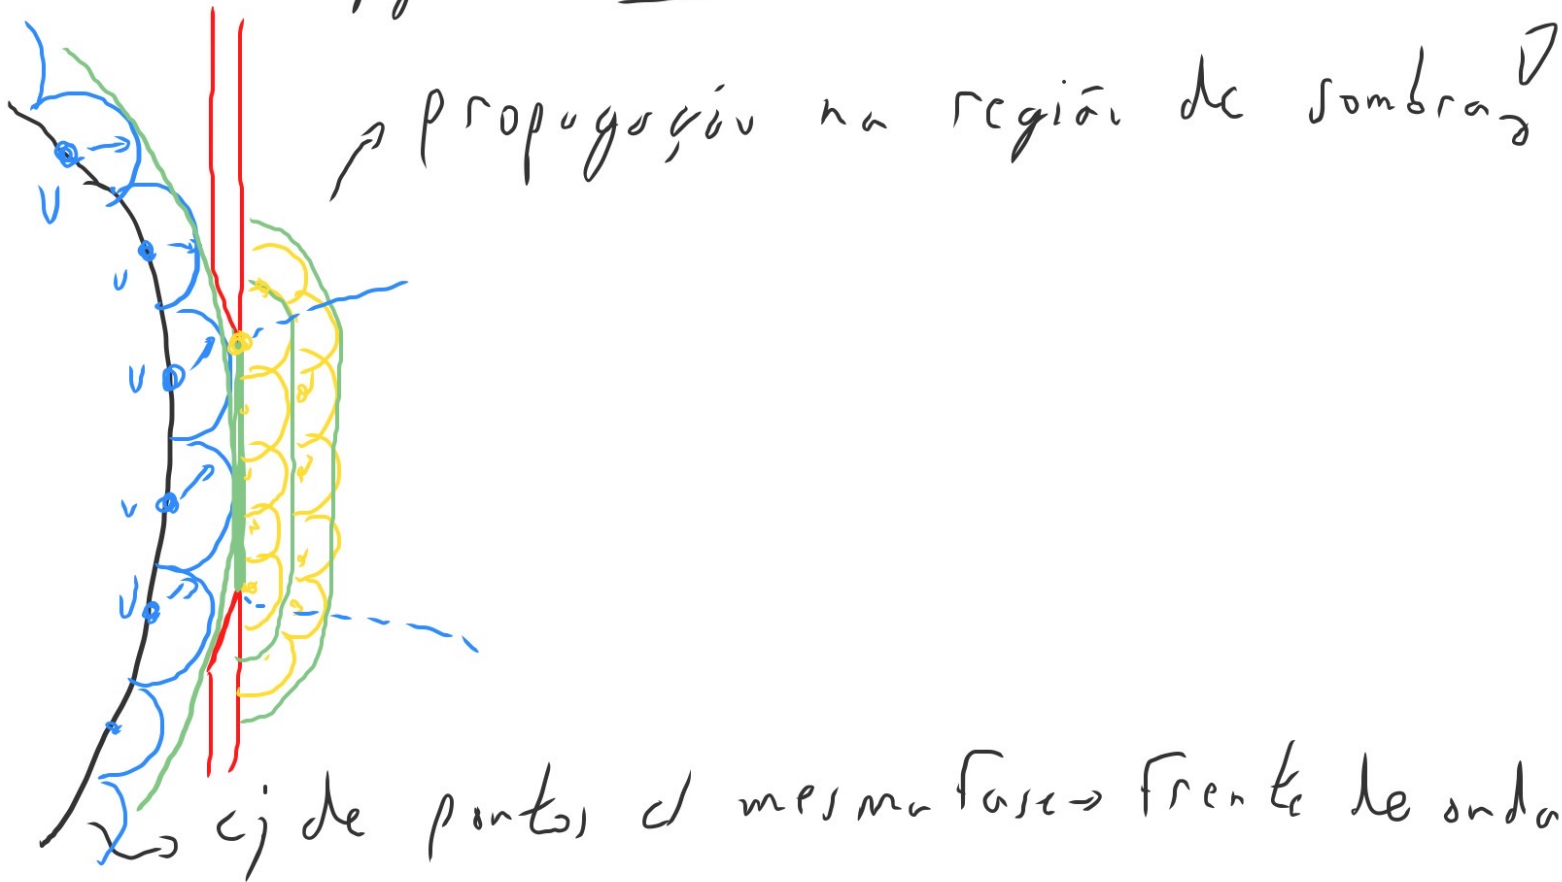 propagação na região de sombra
U
U
U
v
U
cj de pontos c/ mesma fase → frente de onda